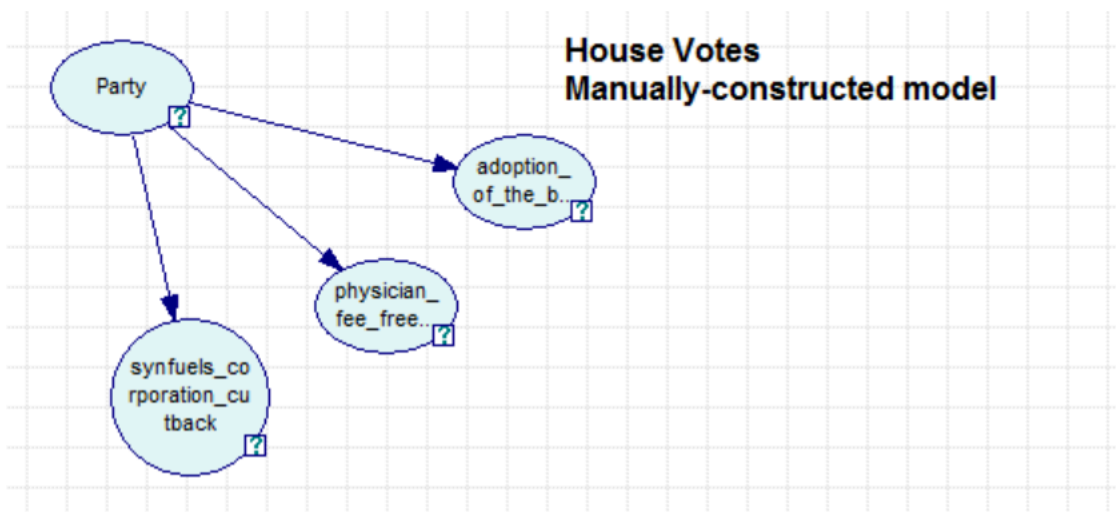 House Votes
Manually-constructed model
Party
?
adoption_
of_the_b...
?
physician_
fee_free...
?
synfuels_co
rporation_cu
tback
?